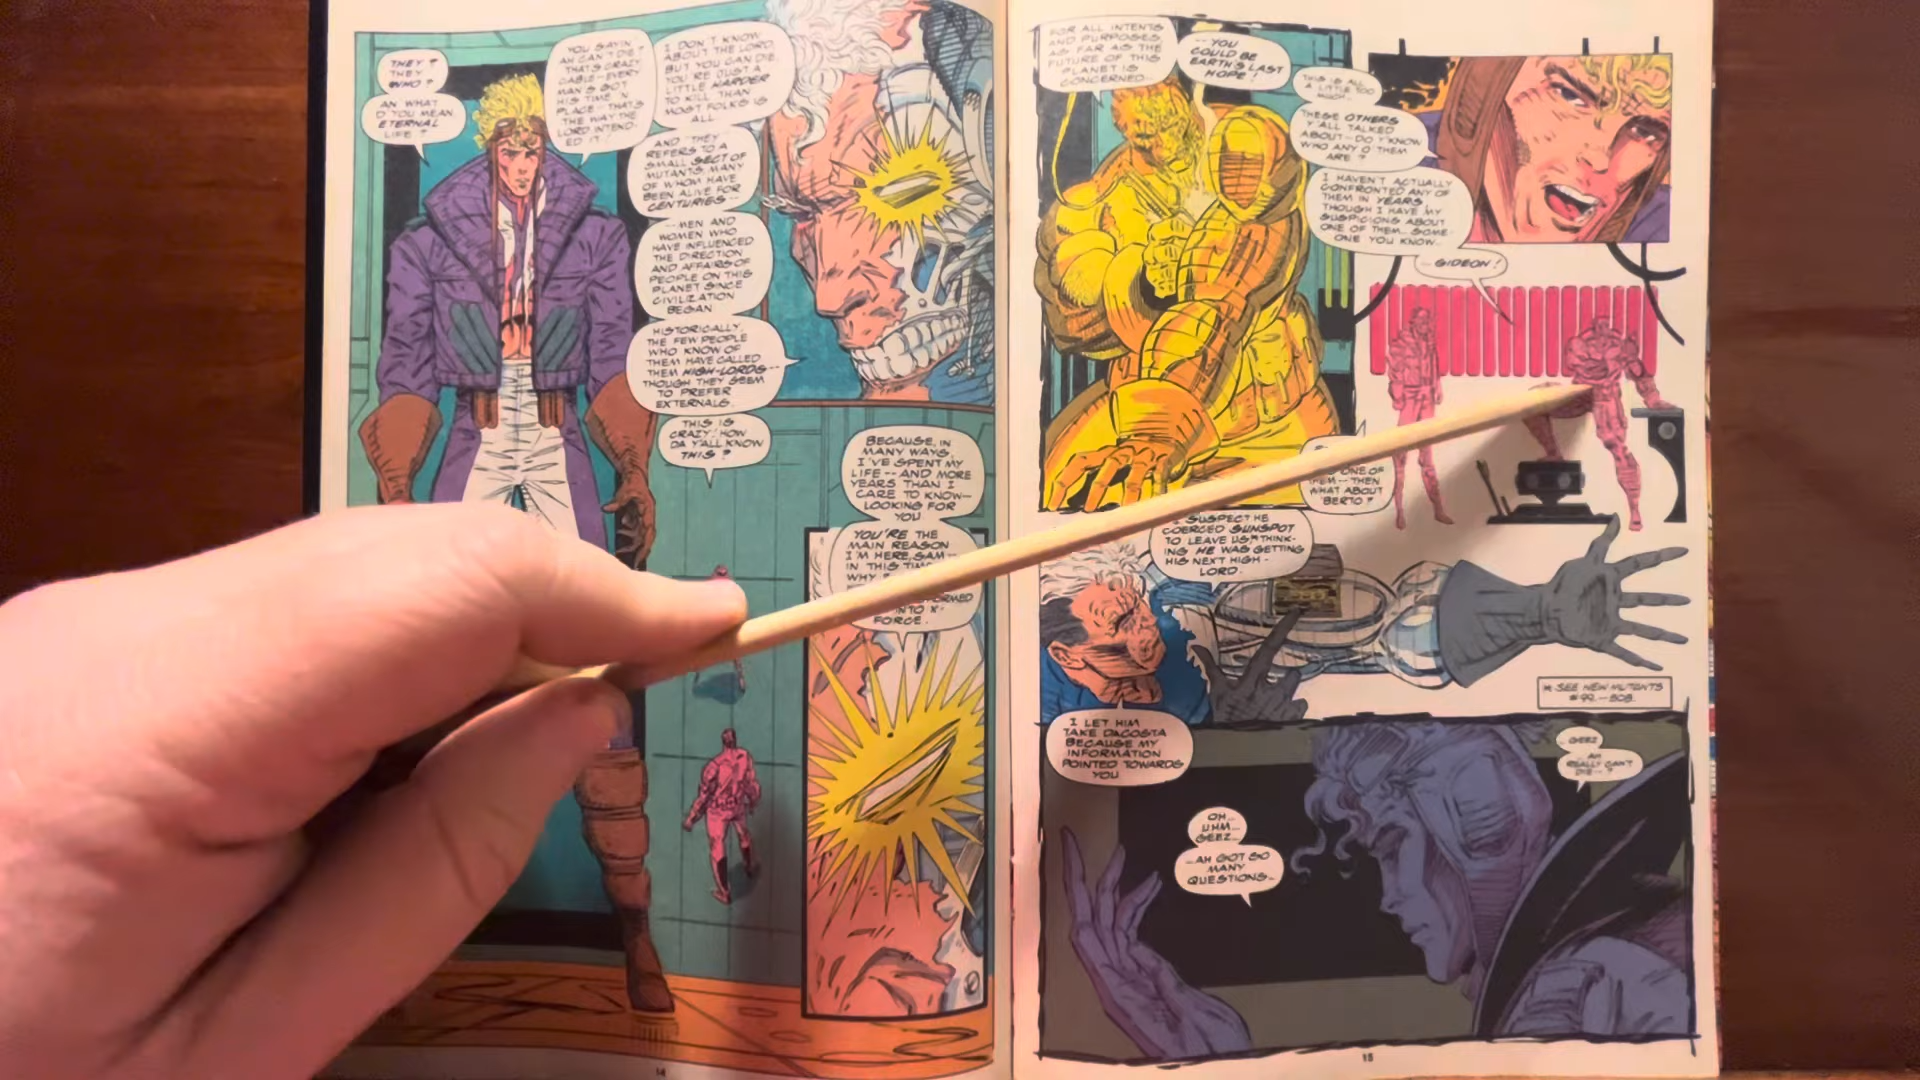 THEY?
THEY
WHO?
AN' WHAT
D'YOU MEAN
ETERNAL
LIFE?
YOU SAYIN'
AH CAN'T DIE?
THAT'S CRAZY
CABLE--EVERY
MAN'S GOT
HIS TIME 'N
PLACE--THAT'S
THE WAY THE
LORD INTEND-
ED IT!
I DON'T KNOW
ABOUT THE LORD,
BUT YOU CAN DIE.
YOU'RE JUST A
LITTLE HARDER
TO KILL THAN
MOST FOLKS IS
ALL.
AND "THEY"
REFERS TO A
SMALL SECT OF
MUTANTS MANY
OF WHOM HAVE
BEEN ALIVE FOR
CENTURIES--
--MEN AND
WOMEN WHO
HAVE INFLUENCED
THE DIRECTION
AND AFFAIRS OF
PEOPLE ON THIS
PLANET SINCE
CIVILIZATION
BEGAN
HISTORICALLY,
THE FEW PEOPLE
WHO KNOW OF
THEM HAVE CALLED
THEM HIGH-LORDS--
THOUGH THEY SEEM
TO PREFER
EXTERNALS.
THIS IS
CRAZY! HOW
DA Y'ALL KNOW
THIS?
BECAUSE, IN
MANY WAYS,
I'VE SPENT MY
LIFE--AND MORE
YEARS THAN I
CARE TO KNOW--
LOOKING FOR
YOU
YOU'RE THE
MAIN REASON
I'M HERE, SAM--
IN THIS
WHY
FORMED
INTO X-
FORCE.
14
FOR ALL INTENTS
AND PURPOSES,
AS FAR AS THE
FUTURE OF THIS
PLANET IS
CONCERNED--
--YOU
COULD BE
EARTH'S LAST
HOPE!
THIS IS ALL
A LITTLE TOO
MUCH...
THESE OTHERS
Y'ALL TALKED
ABOUT--DO Y'KNOW
WHO ANY O' THEM
ARE?
I HAVEN'T ACTUALLY
CONFRONTED ANY OF
THEM IN YEARS
THOUGH I HAVE MY
SUSPICIONS ABOUT
ONE OF THEM... SOME-
ONE YOU KNOW...
...GIDEON!
ONE OF
THEM--THEN
WHAT ABOUT
'BERTO?
I SUSPECT HE
COERCED SUNSPOT
TO LEAVE US,* THINK-
ING HE WAS GETTING
HIS NEXT HIGH-
LORD.
* SEE NEW MUTANTS
#99.--BOB.
I LET HIM
TAKE DACOSTA
BECAUSE MY
INFORMATION
POINTED TOWARDS
YOU
OH...
UHM...
GEEZ...
...AH GOT SO
MANY
QUESTIONS...
GEEZ
...AH
REALLY CAN'T
DIE--?
15